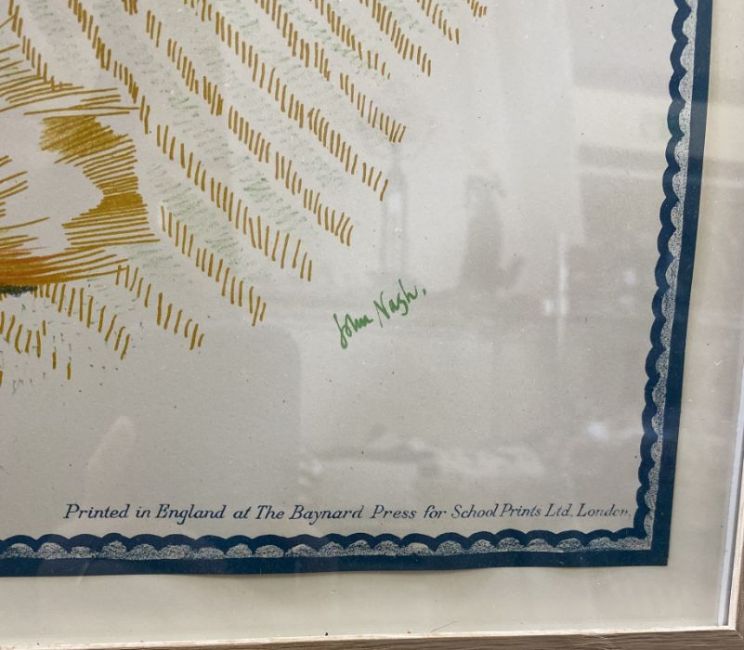 John Nash.
Printed in England at The Baynard Press for School Prints Ltd. London.